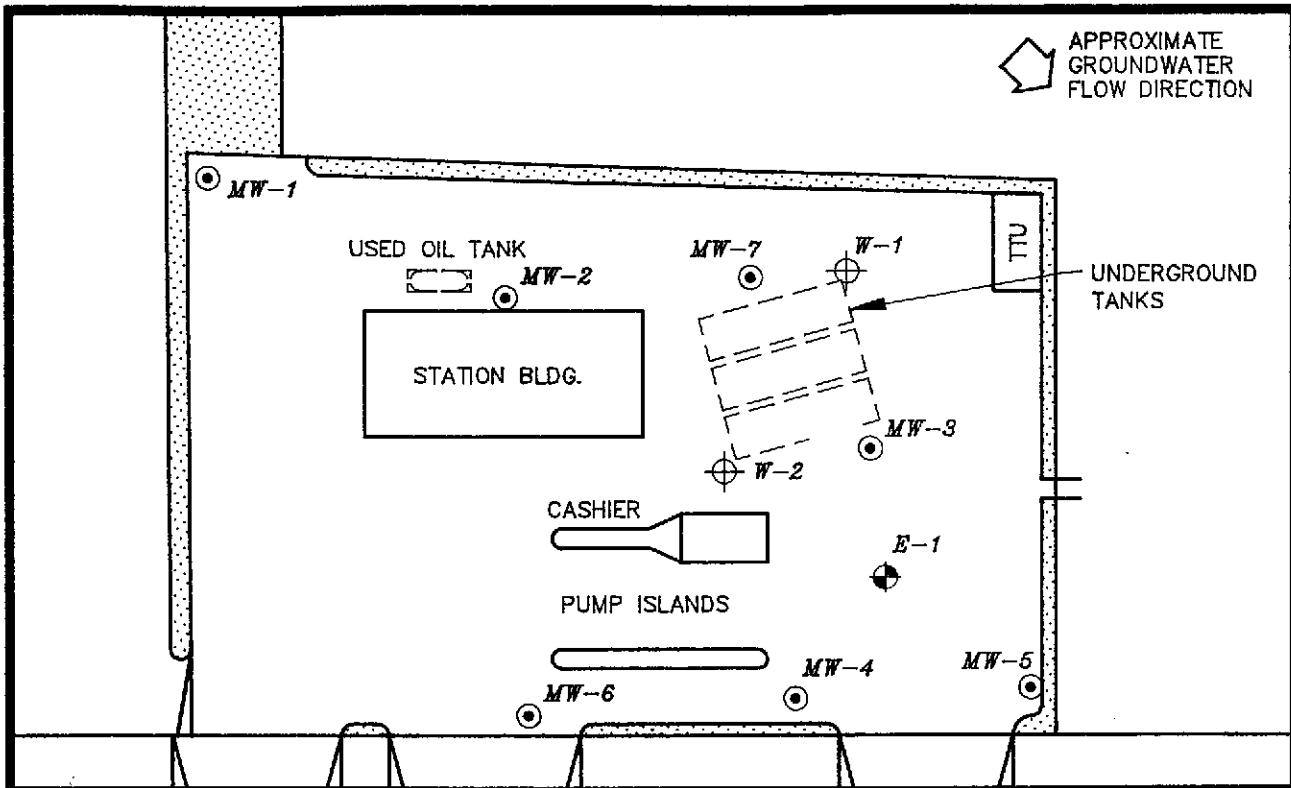 APPROXIMATE
GROUNDWATER
FLOW DIRECTION
MW-1
USED OIL TANK
MW-2
MW-7
W-1
TTU
UNDERGROUND
TANKS
STATION BLDG.
MW-3
W-2
CASHIER
E-1
PUMP ISLANDS
MW-5
MW-4
MW-6